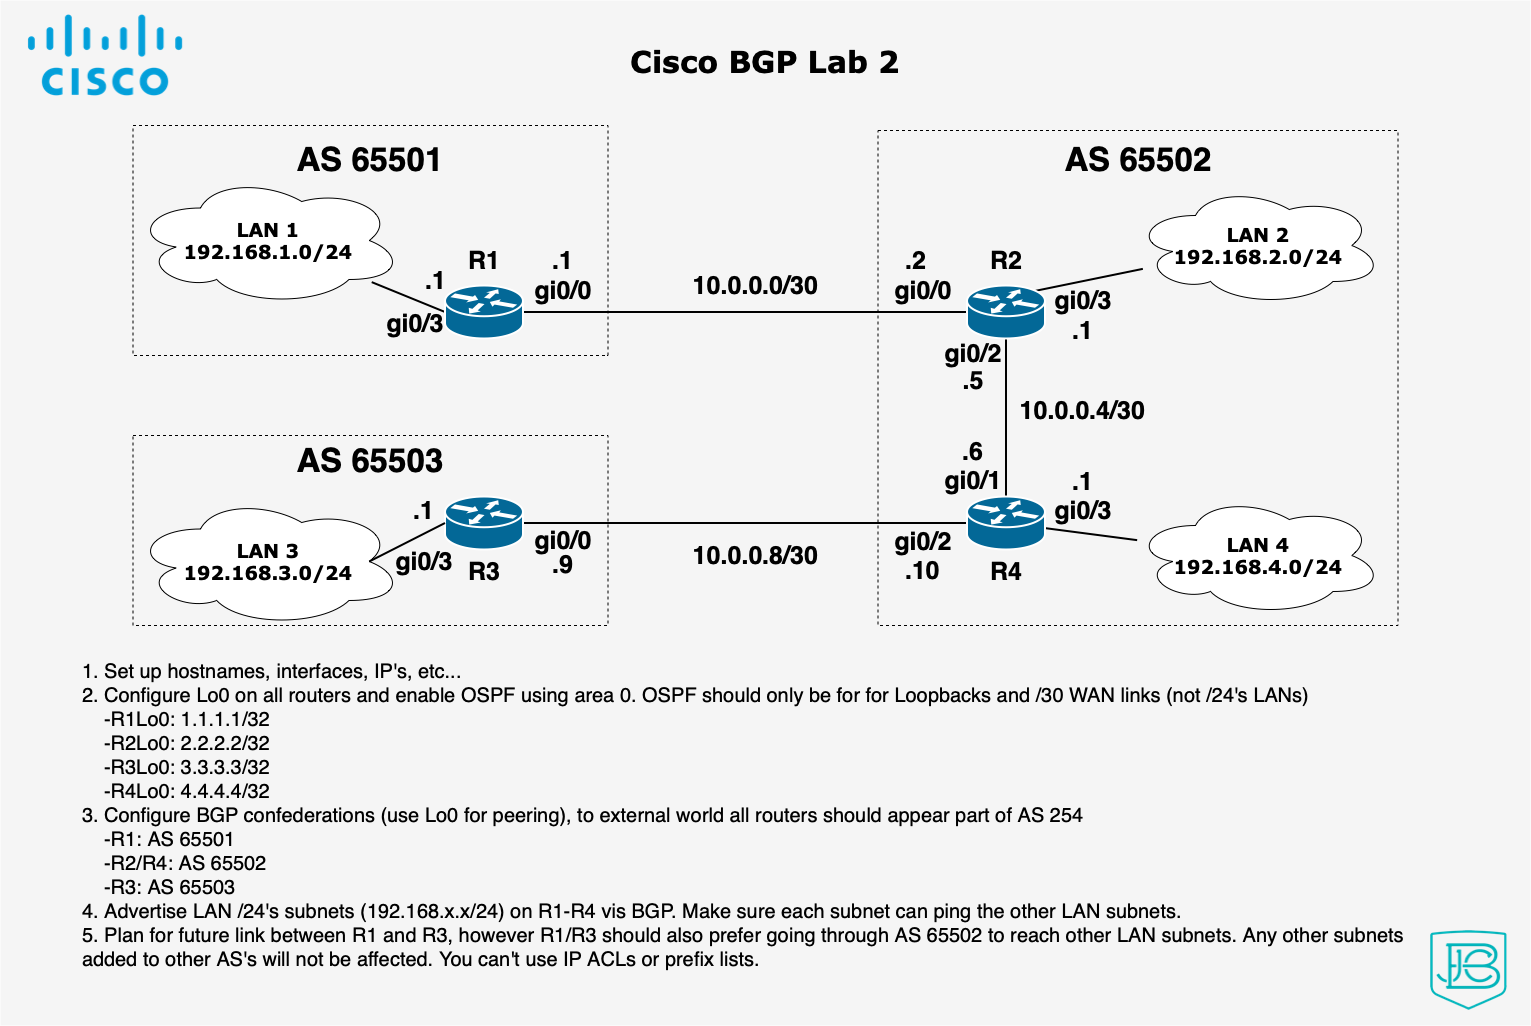 CISCO
Cisco BGP Lab 2
AS 65501
LAN 1
192.168.1.0/24
.1
gi0/3
R1
.1
gi0/0
10.0.0.0/30
AS 65502
.2
gi0/0
R2
LAN 2
192.168.2.0/24
gi0/3
.1
gi0/2
.5
10.0.0.4/30
.6
gi0/1
.1
gi0/3
gi0/2
.10
R4
LAN 4
192.168.4.0/24
AS 65503
LAN 3
192.168.3.0/24
.1
gi0/3
R3
gi0/0
.9
10.0.0.8/30
1. Set up hostnames, interfaces, IP's, etc...
2. Configure Lo0 on all routers and enable OSPF using area 0. OSPF should only be for for Loopbacks and /30 WAN links (not /24's LANs)
-R1Lo0: 1.1.1.1/32
-R2Lo0: 2.2.2.2/32
-R3Lo0: 3.3.3.3/32
-R4Lo0: 4.4.4.4/32
3. Configure BGP confederations (use Lo0 for peering), to external world all routers should appear part of AS 254
-R1: AS 65501
-R2/R4: AS 65502
-R3: AS 65503
4. Advertise LAN /24's subnets (192.168.x.x/24) on R1-R4 vis BGP. Make sure each subnet can ping the other LAN subnets.
5. Plan for future link between R1 and R3, however R1/R3 should also prefer going through AS 65502 to reach other LAN subnets. Any other subnets
added to other AS's will not be affected. You can't use IP ACLs or prefix lists.